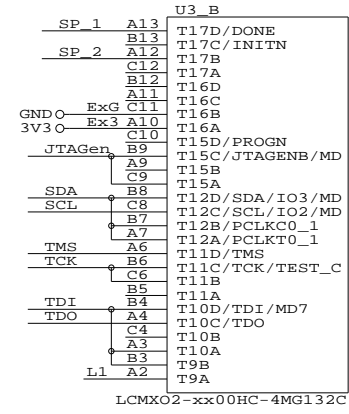 U3_B
SP_1 A13 T17D/DONE
B13 T17C/INITN
SP_2 A12 T17B
C12 T17A
B12 T16D
A11 T16C
GND ExG C11 T16B
3V3 Ex3 A10 T16A
C10 T15D/PROGN
JTAGen B9 T15C/JTAGENB/MD
A9 T15B
C9 T15A
SDA B8 T12D/SDA/IO3/MD
SCL C8 T12C/SCL/IO2/MD
B7 T12B/PCLKC0_1
A7 T12A/PCLKT0_1
TMS A6 T11D/TMS
TCK B6 T11C/TCK/TEST_C
C6 T11B
B5 T11A
TDI B4 T10D/TDI/MD7
TDO A4 T10C/TDO
C4 T10B
A3 T10A
B3 T9B
L1 A2 T9A
LCMXO2-xx00HC-4MG132C